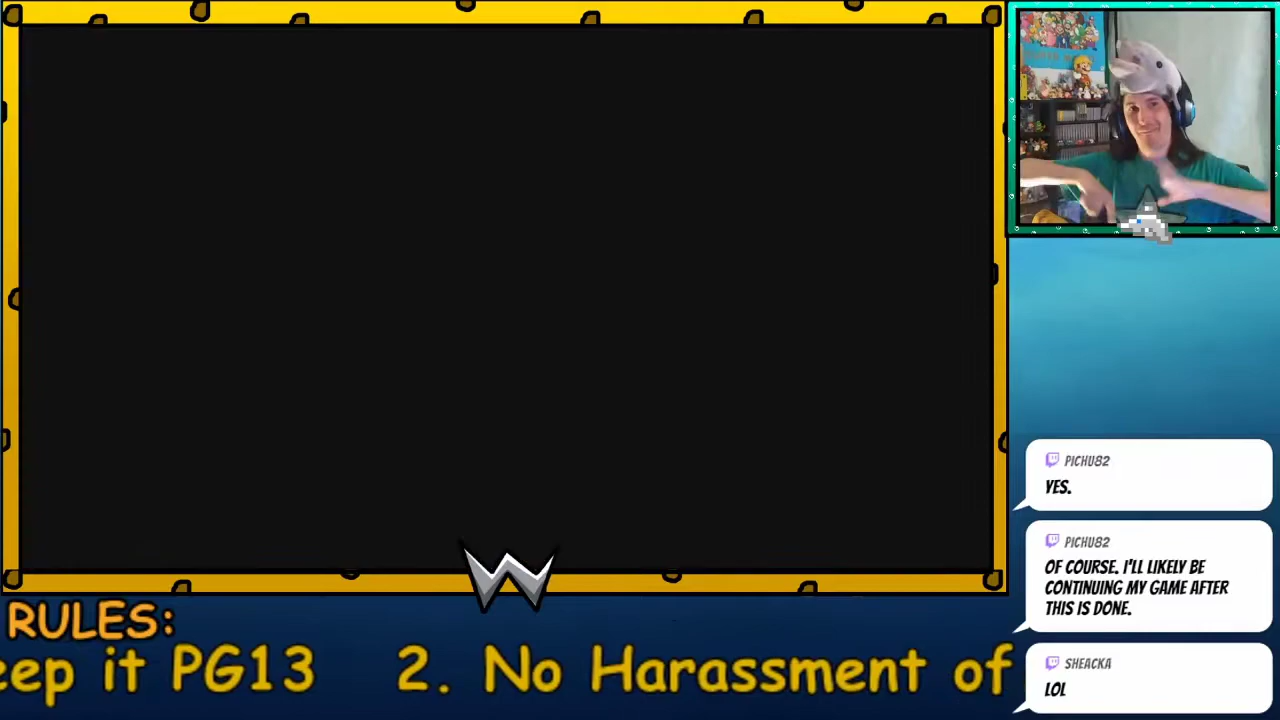 PICHU82
YES.
PICHU82
OF COURSE. I'LL LIKELY BE
CONTINUING MY GAME AFTER
THIS IS DONE.
SHEACKA
LOL
RULES:
eep it PG13 2. No Harassment of